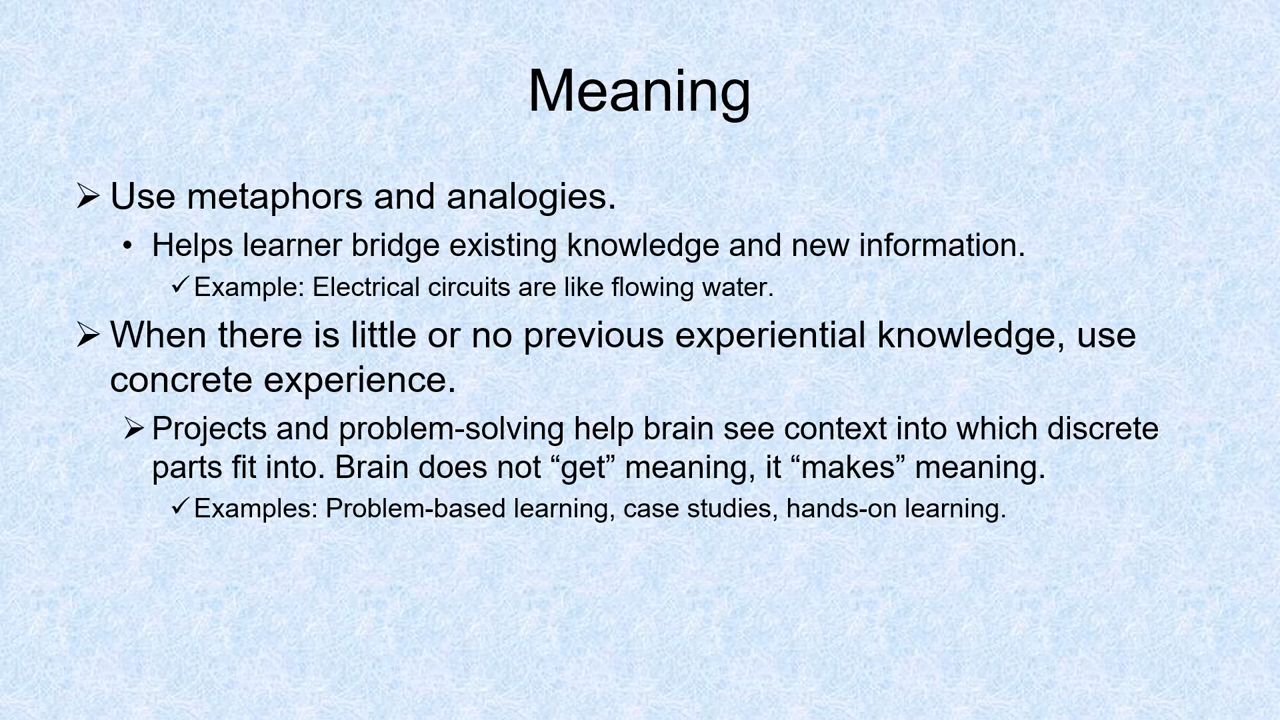 Meaning
➢ Use metaphors and analogies.
• Helps learner bridge existing knowledge and new information.
✓ Example: Electrical circuits are like flowing water.
➢ When there is little or no previous experiential knowledge, use
concrete experience.
➢ Projects and problem-solving help brain see context into which discrete
parts fit into. Brain does not “get” meaning, it “makes” meaning.
✓ Examples: Problem-based learning, case studies, hands-on learning.